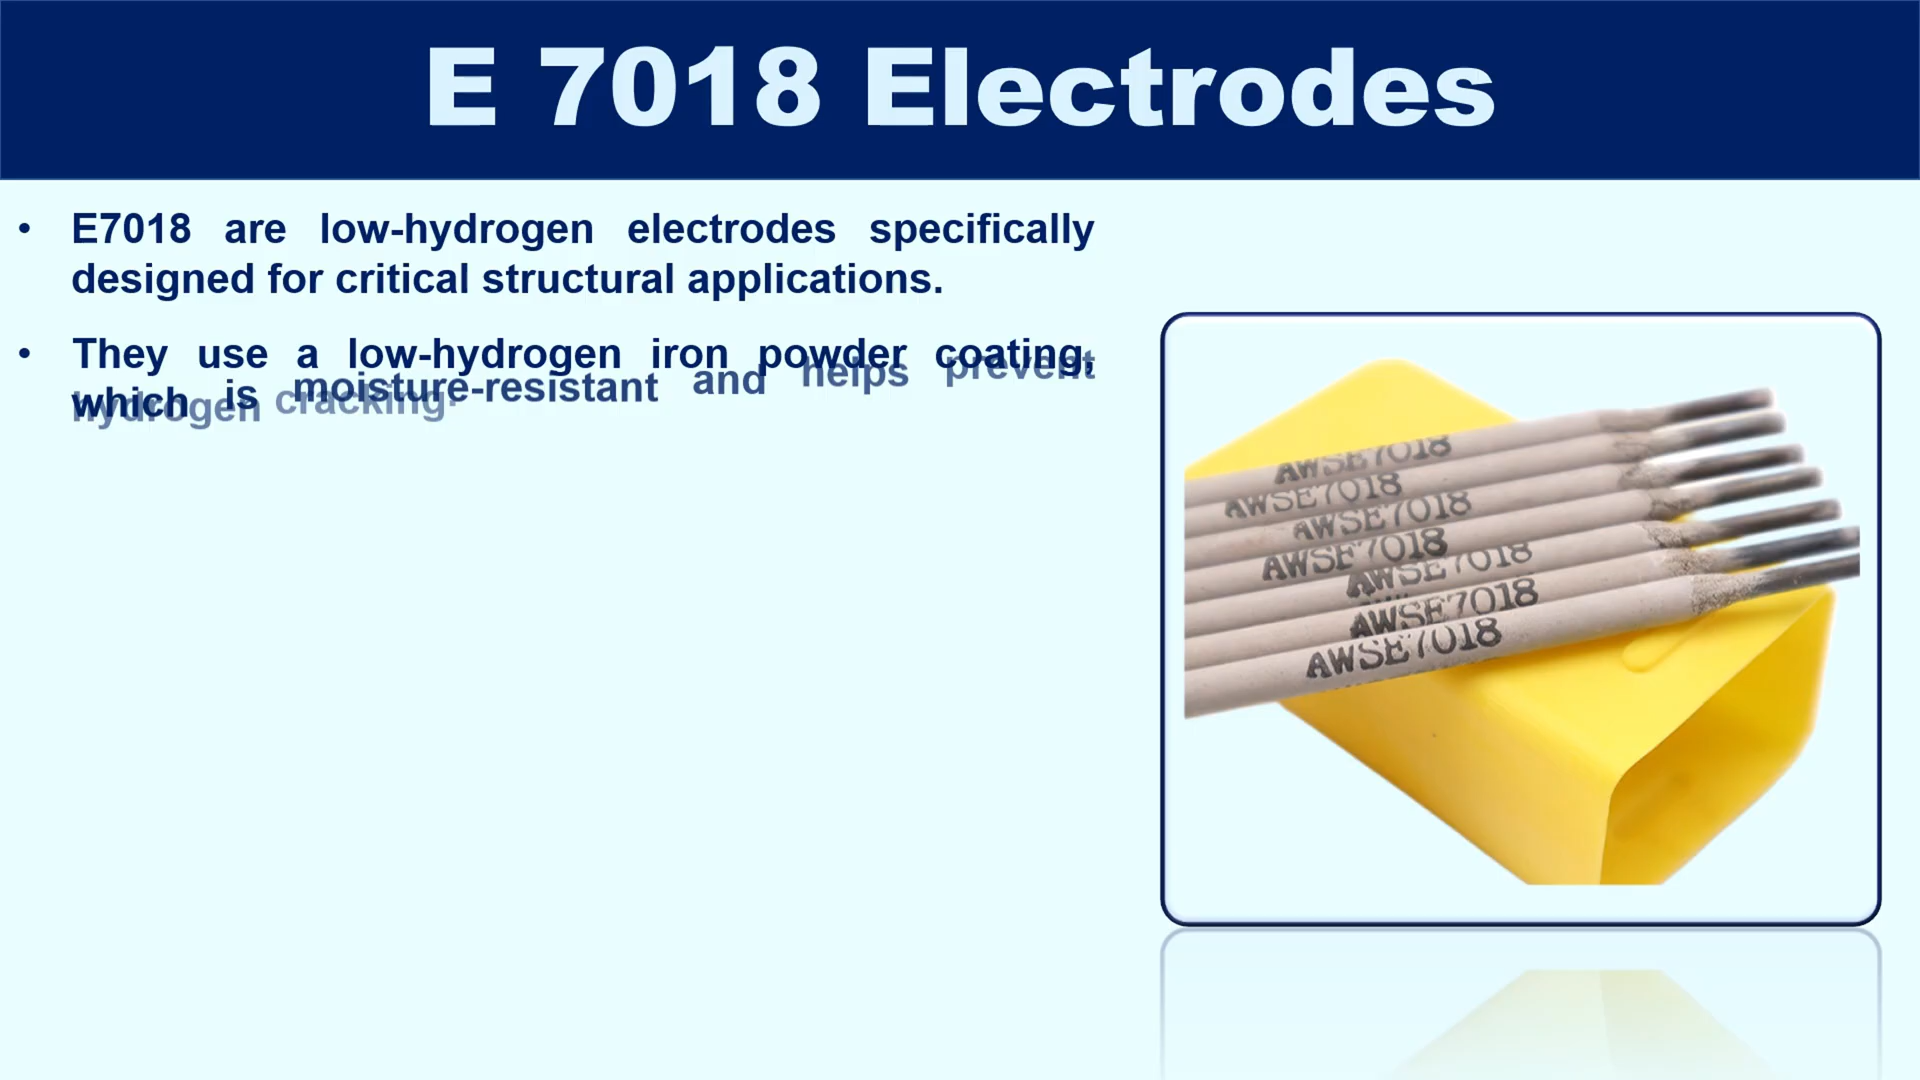 E 7018 Electrodes
• E7018 are low-hydrogen electrodes specifically
designed for critical structural applications.
• They use a low-hydrogen iron powder coating,
which is moisture-resistant and helps prevent
hydrogen cracking.
AWSE7018
AWSE7018
AWSE7018
AWSE7018
AWSE7018
AWSE7018
AWSE7018